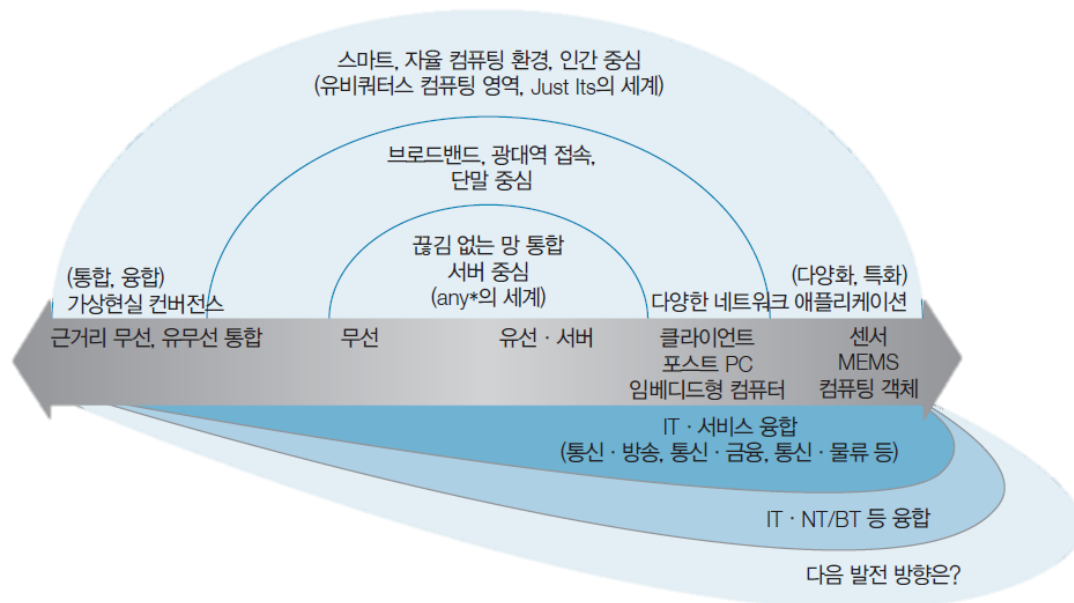 스마트, 자율 컴퓨팅 환경, 인간 중심
(유비쿼터스 컴퓨팅 영역, Just Its의 세계)
브로드밴드, 광대역 접속,
단말 중심
끊김 없는 망 통합
서버 중심
(any*의 세계)
(통합, 융합)
가상현실 컨버전스
(다양화, 특화)
다양한 네트워크 애플리케이션
근거리 무선, 유무선 통합
무선
유선 · 서버
클라이언트
포스트 PC
임베디드형 컴퓨터
센서
MEMS
컴퓨팅 객체
IT · 서비스 융합
(통신 · 방송, 통신 · 금융, 통신 · 물류 등)
IT · NT/BT 등 융합
다음 발전 방향은?